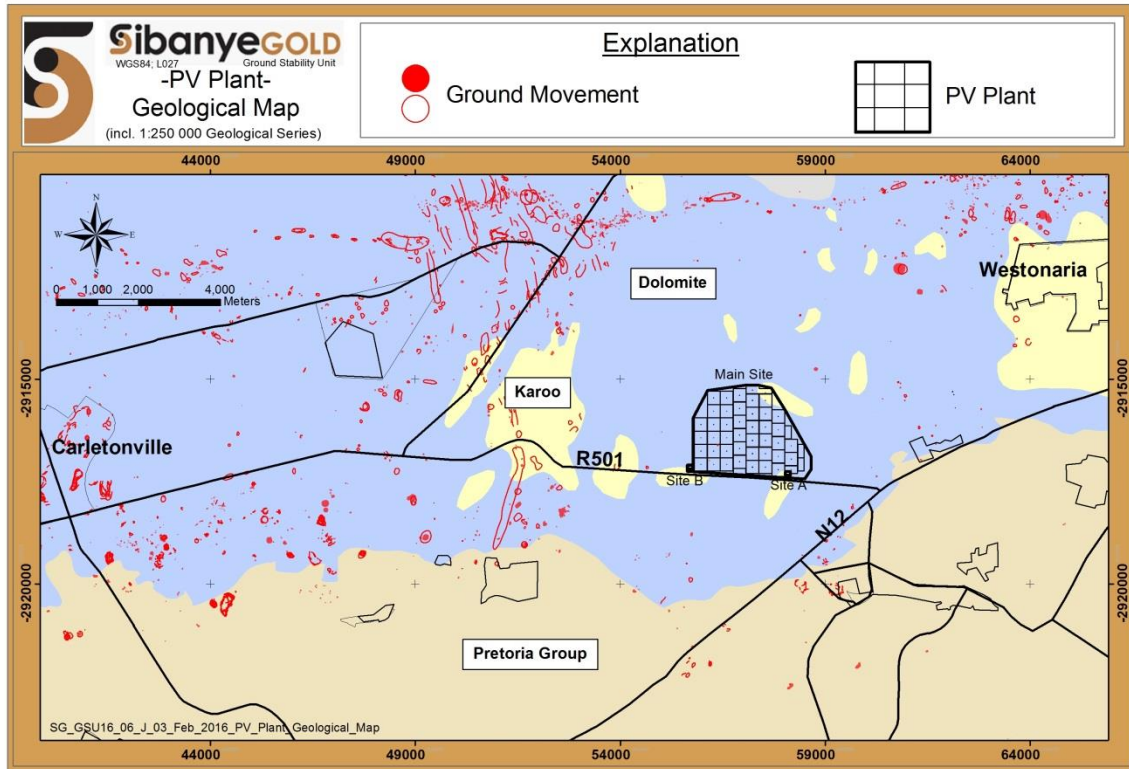 SibanyeGOLD
WGS84; L027
Ground Stability Unit
-PV Plant-
Geological Map
(incl. 1:250 000 Geological Series)
Explanation
Ground Movement
PV Plant
44000
49000
54000
59000
64000
N
W
E
S
0 1,000 2,000 4,000
Meters
Dolomite
Westonaria
-2915000
-2915000
Main Site
Karoo
Carletonville
R501
Site B
Site A
N12
-2920000
-2920000
Pretoria Group
SG_GSU16_06_J_03_Feb_2016_PV_Plant_Geological_Map
44000
49000
54000
59000
64000